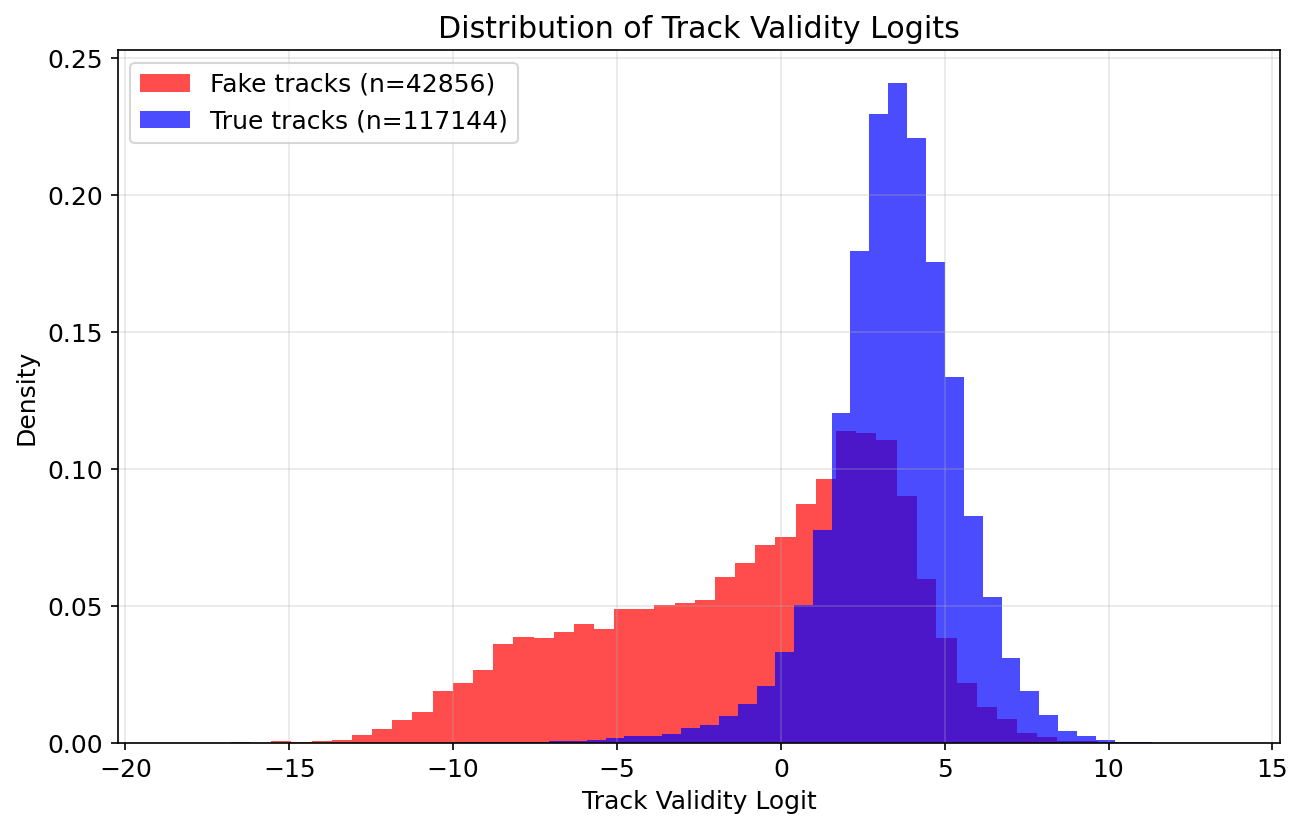 Distribution of Track Validity Logits
Fake tracks (n=42856)
True tracks (n=117144)
0.25
0.20
0.15
0.10
0.05
0.00
Density
−20 −15 −10 −5 0 5 10 15
Track Validity Logit